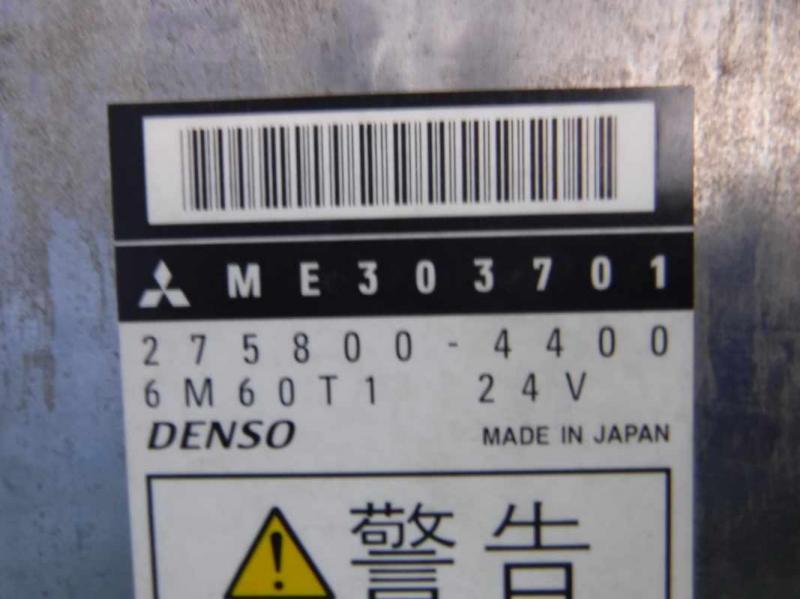 ME303701
275800-4400
6M60T1 24V
DENSO MADE IN JAPAN
警告